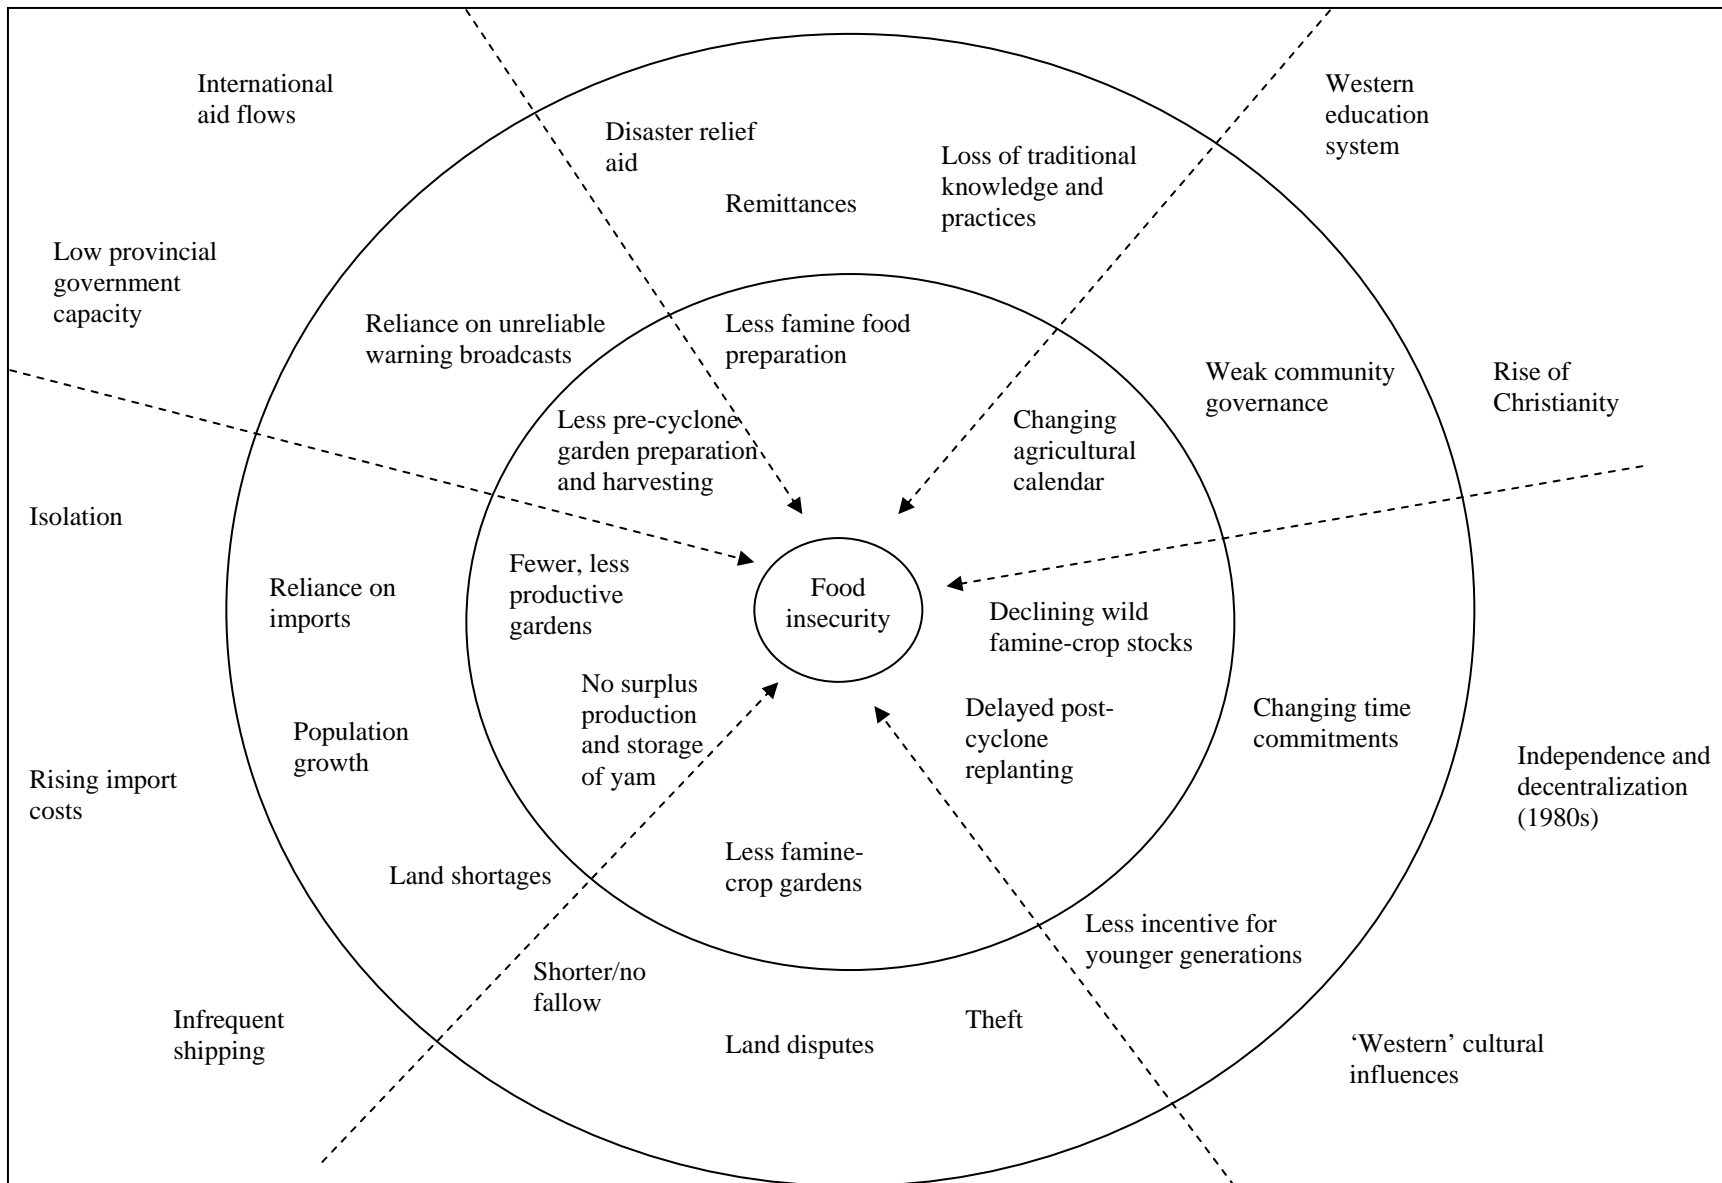 International
aid flows
Western
education
system
Disaster relief
aid
Loss of traditional
knowledge and
practices
Remittances
Low provincial
government
capacity
Reliance on unreliable
warning broadcasts
Less famine food
preparation
Weak community
governance
Rise of
Christianity
Less pre-cyclone
garden preparation
and harvesting
Changing
agricultural
calendar
Isolation
Reliance on
imports
Fewer, less
productive
gardens
Food
insecurity
Declining wild
famine-crop stocks
No surplus
production
and storage
of yam
Delayed post-
cyclone
replanting
Changing time
commitments
Population
growth
Rising import
costs
Independence and
decentralization
(1980s)
Land shortages
Less famine-
crop gardens
Less incentive for
younger generations
Shorter/no
fallow
Theft
Land disputes
Infrequent
shipping
‘Western’ cultural
influences